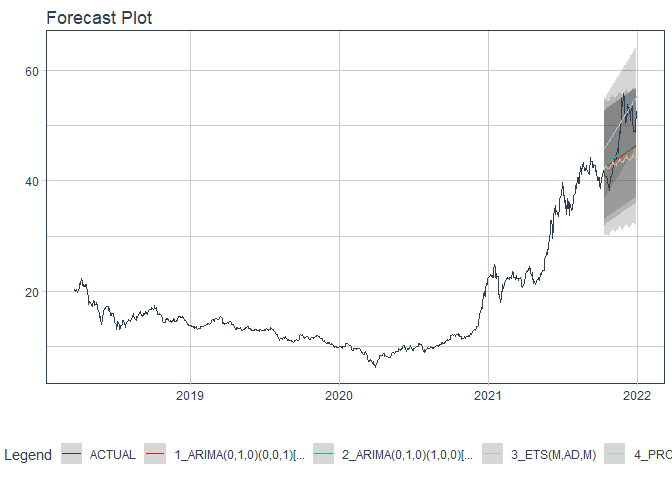 Forecast Plot
60
40
20
2019 2020 2021 2022
Legend ACTUAL 1_ARIMA(0,1,0)(0,0,1)[... 2_ARIMA(0,1,0)(1,0,0)[... 3_ETS(M,AD,M) 4_PRO